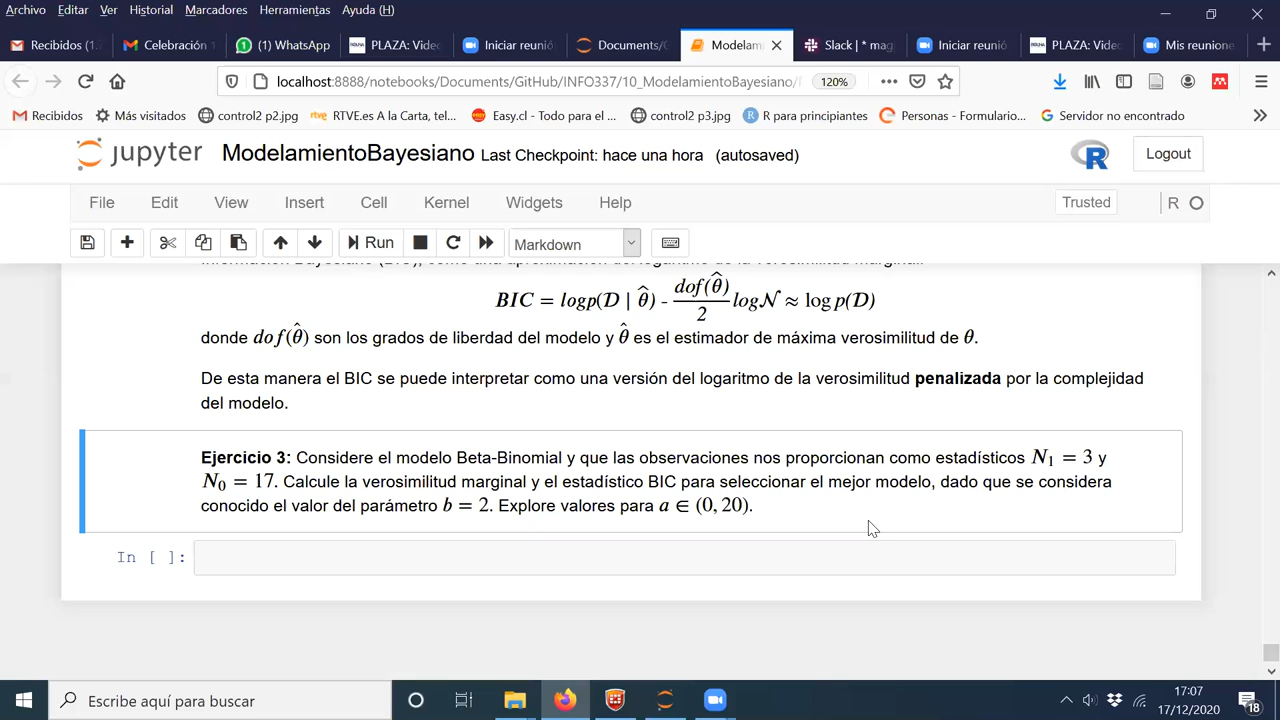 Archivo Editar Ver Historial Marcadores Herramientas Ayuda (H)
Recibidos (1. Celebración 1 (1) WhatsApp PLAZA: Vide Iniciar reunió Documents/G Modelam Slack | * mag Iniciar reunió PLAZA: Vide Mis reunione
localhost:8888/notebooks/Documents/GitHub/INFO337/10_ModelamientoBayesiano/ 120%
Recibidos Más visitados control2 p2.jpg RTVE.es A la Carta, tel... Easy.cl - Todo para el ... control2 p3.jpg R para principiantes Personas - Formulario... Servidor no encontrado
jupyter ModelamientoBayesiano Last Checkpoint: hace una hora (autosaved) R Logout
File Edit View Insert Cell Kernel Widgets Help Trusted R
Run Markdown
BIC = logp(𝒟 | θ̂) - dof(θ̂)/2 log𝒩 ≈ log p(𝒟)
donde dof(θ̂) son los grados de liberdad del modelo y θ̂ es el estimador de máxima verosimilitud de θ.
De esta manera el BIC se puede interpretar como una versión del logaritmo de la verosimilitud penalizada por la complejidad
del modelo.
Ejercicio 3: Considere el modelo Beta-Binomial y que las observaciones nos proporcionan como estadísticos N₁ = 3 y
N₀ = 17. Calcule la verosimilitud marginal y el estadístico BIC para seleccionar el mejor modelo, dado que se considera
conocido el valor del parámetro b = 2. Explore valores para a ∈ (0, 20).
In [ ]:
Escribe aquí para buscar
17:07
17/12/2020
18